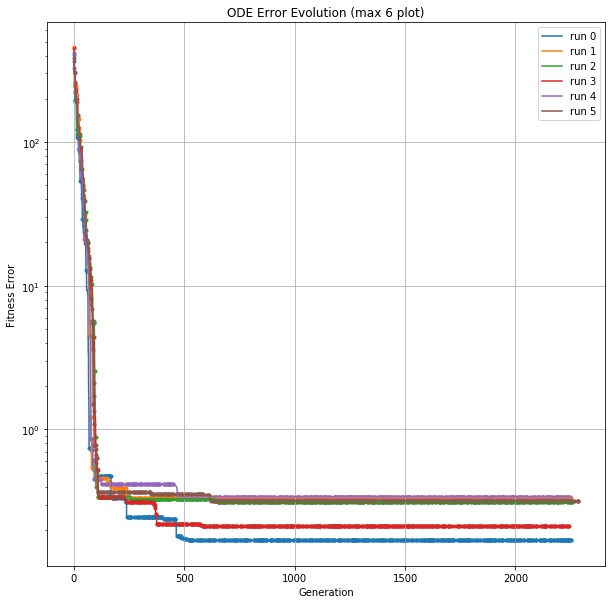 ODE Error Evolution (max 6 plot)
run 0
run 1
run 2
run 3
run 4
run 5
Fitness Error
10²
10¹
10⁰
0 500 1000 1500 2000
Generation